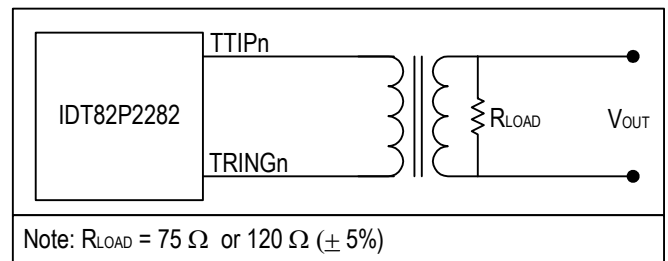 TTIPn
IDT82P2282
RLOAD
VOUT
TRINGn
Note: RLOAD = 75 Ω or 120 Ω (± 5%)